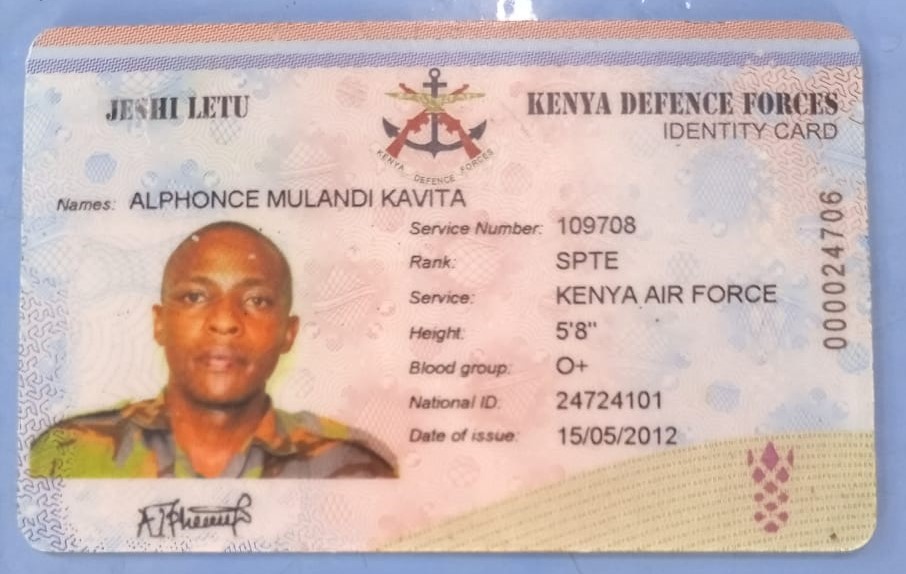 JESHI LETU
KENYA DEFENCE FORCES
IDENTITY CARD
KENYA DEFENCE FORCES
Names: ALPHONCE MULANDI KAVITA
Service Number: 109708
Rank: SPTE
Service: KENYA AIR FORCE
Height: 5'8"
Blood group: O+
National ID: 24724101
Date of issue: 15/05/2012
000024706